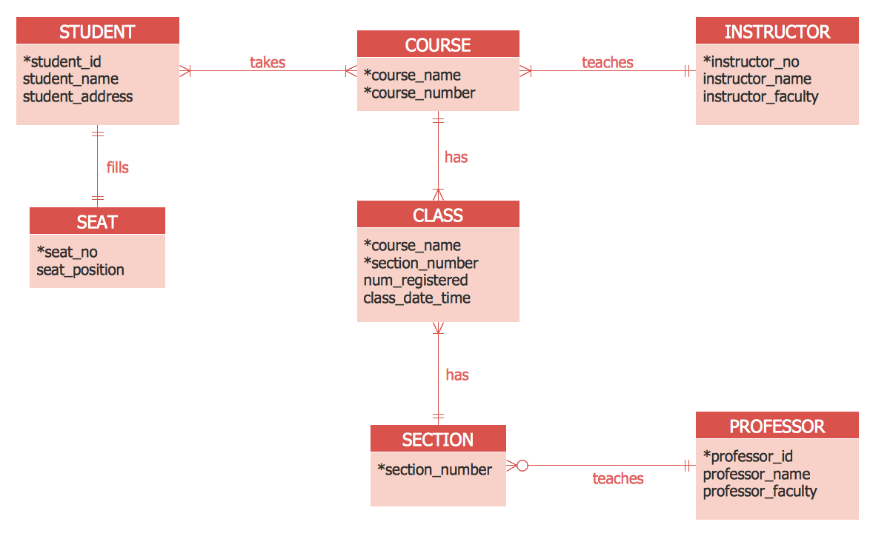 STUDENT
*student_id
student_name
student_address
takes
COURSE
*course_name
*course_number
teaches
INSTRUCTOR
*instructor_no
instructor_name
instructor_faculty
fills
has
SEAT
*seat_no
seat_position
CLASS
*course_name
*section_number
num_registered
class_date_time
has
SECTION
*section_number
teaches
PROFESSOR
*professor_id
professor_name
professor_faculty